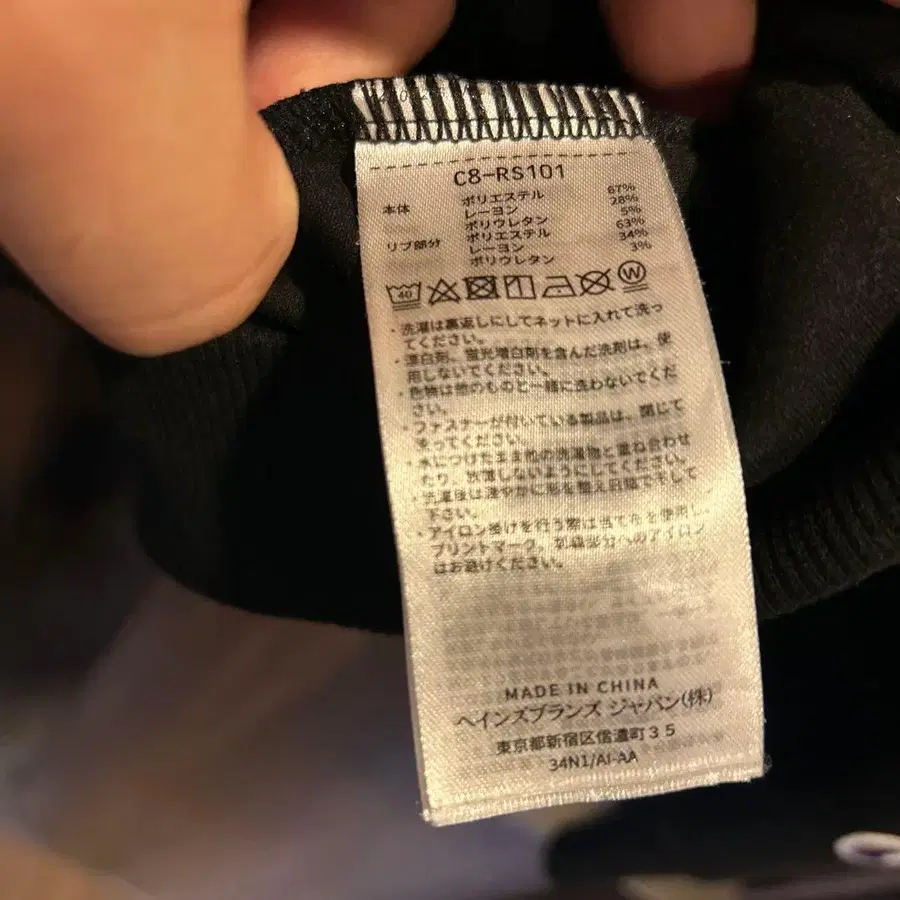 C8-RS101
本体 ポリエステル 67%
レーヨン 28%
ポリウレタン 5%
リブ部分 ポリエステル 63%
レーヨン 34%
ポリウレタン 3%
40 W
・洗濯は裏返しにしてネットに入れて洗っ
てください。
・漂白剤、蛍光増白剤を含んだ洗剤は、使
用しないでください。
・色物は他のものと一緒に洗わないでくだ
さい。
・ファスナーが付いている製品は、閉じて
洗ってください。
・水につけたまま他の洗濯物と重ね合わせ
たり、放置しないようにしてください。
・洗濯後は速やかに形を整え日陰で干して
下さい。
・アイロン掛けを行う際は当て布を使用し、
プリントマーク、刺繍部分へのアイロン
はお避けください。
MADE IN CHINA
ヘインズブランズ ジャパン(株)
東京都新宿区信濃町35
34N1/AI-AA